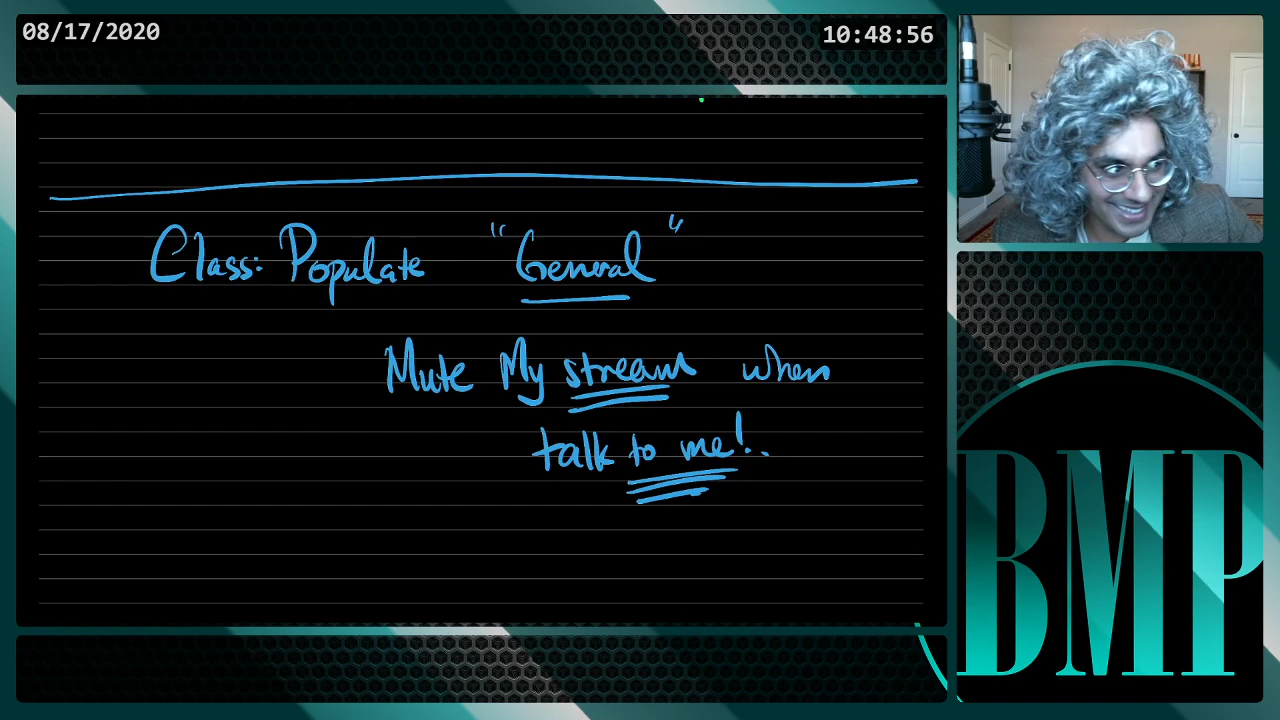 08/17/2020
10:48:56
Class: Populate "General"
Mute My stream when
talk to me!..
BMP